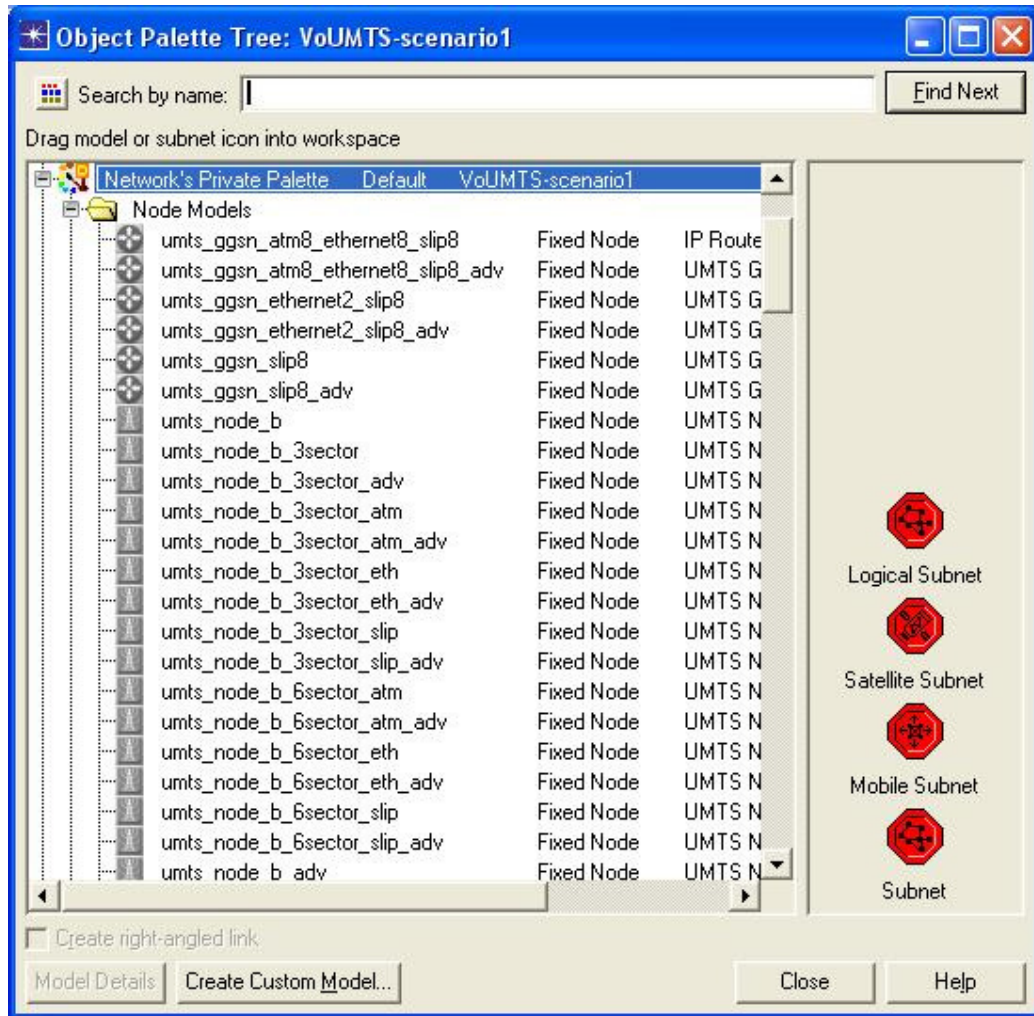 Object Palette Tree: VoUMTS-scenario1
Search by name: Find Next
Drag model or subnet icon into workspace
Network's Private Palette Default VoUMTS-scenario1
Node Models
umts_ggsn_atm8_ethernet8_slip8 Fixed Node IP Route
umts_ggsn_atm8_ethernet8_slip8_adv Fixed Node UMTS G
umts_ggsn_ethernet2_slip8 Fixed Node UMTS G
umts_ggsn_ethernet2_slip8_adv Fixed Node UMTS G
umts_ggsn_slip8 Fixed Node UMTS G
umts_ggsn_slip8_adv Fixed Node UMTS G
umts_node_b Fixed Node UMTS N
umts_node_b_3sector Fixed Node UMTS N
umts_node_b_3sector_adv Fixed Node UMTS N
umts_node_b_3sector_atm Fixed Node UMTS N
umts_node_b_3sector_atm_adv Fixed Node UMTS N
umts_node_b_3sector_eth Fixed Node UMTS N
umts_node_b_3sector_eth_adv Fixed Node UMTS N
umts_node_b_3sector_slip Fixed Node UMTS N
umts_node_b_3sector_slip_adv Fixed Node UMTS N
umts_node_b_6sector_atm Fixed Node UMTS N
umts_node_b_6sector_atm_adv Fixed Node UMTS N
umts_node_b_6sector_eth Fixed Node UMTS N
umts_node_b_6sector_eth_adv Fixed Node UMTS N
umts_node_b_6sector_slip Fixed Node UMTS N
umts_node_b_6sector_slip_adv Fixed Node UMTS N
umts_node_b_adv Fixed Node UMTS N
Logical Subnet
Satellite Subnet
Mobile Subnet
Subnet
Create right-angled link
Model Details Create Custom Model... Close Help